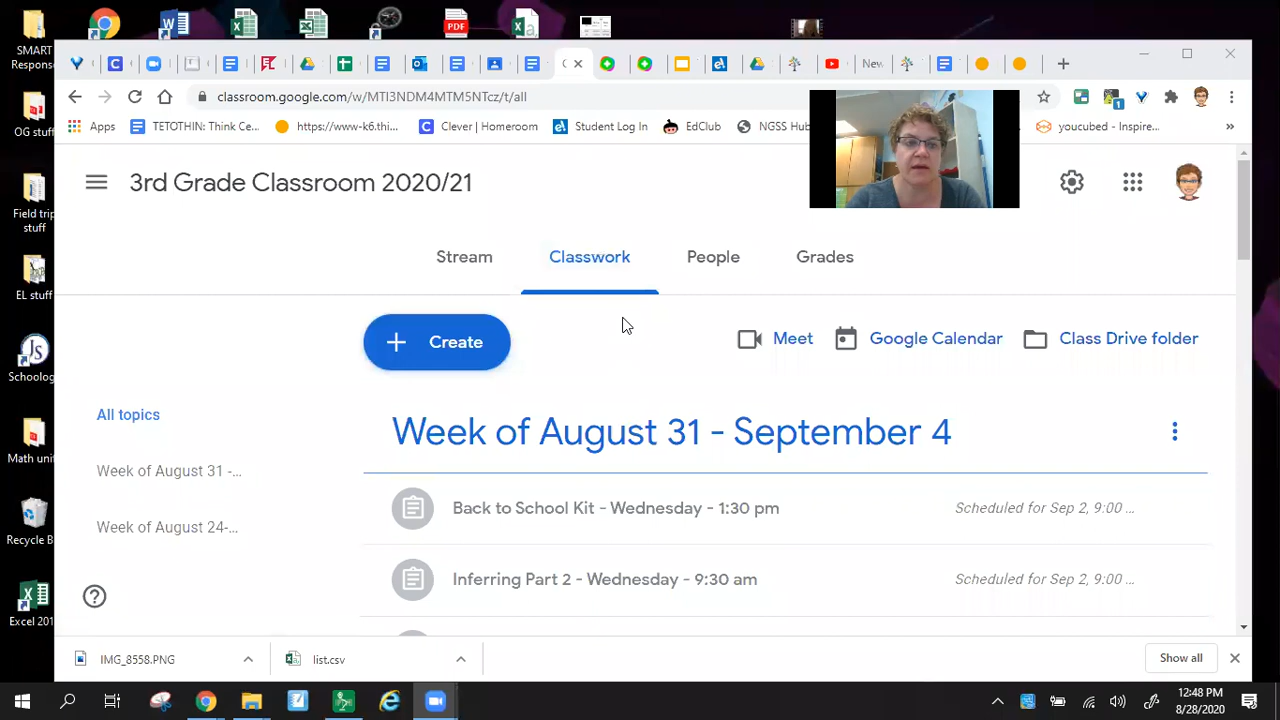 SMART
Respons
PDF
classroom.google.com/w/MTI3NDM4MTM5NTcz/t/all
OG stuff
Apps
TETOTHIN: Think Ce...
https://www-k6.thi...
Clever | Homeroom
Student Log In
EdClub
NGSS Hub
youcubed - Inspire...
»
3rd Grade Classroom 2020/21
Field trip
stuff
Stream
Classwork
People
Grades
EL stuff
+ Create
Meet
Google Calendar
Class Drive folder
Schoolog
All topics
Week of August 31 - September 4
Math uni
Week of August 31 -...
Back to School Kit - Wednesday - 1:30 pm
Scheduled for Sep 2, 9:00 ...
Week of August 24-...
Recycle B
Inferring Part 2 - Wednesday - 9:30 am
Scheduled for Sep 2, 9:00 ...
Excel 201
IMG_8558.PNG
list.csv
Show all
12:48 PM
8/28/2020